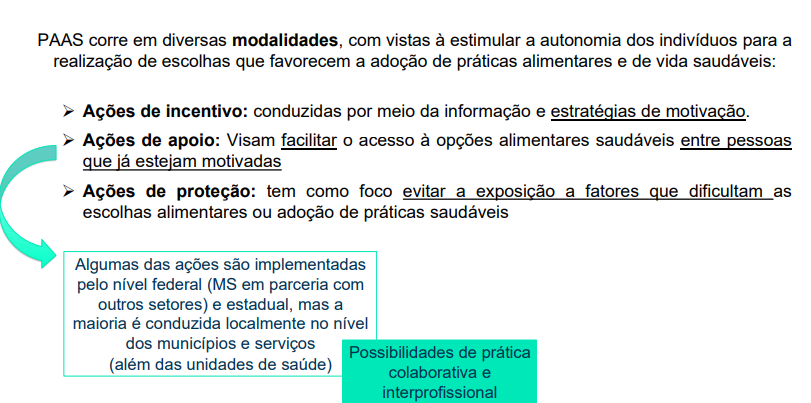 PAAS corre em diversas modalidades, com vistas à estimular a autonomia dos indivíduos para a
realização de escolhas que favorecem a adoção de práticas alimentares e de vida saudáveis:
➤ Ações de incentivo: conduzidas por meio da informação e estratégias de motivação.
➤ Ações de apoio: Visam facilitar o acesso à opções alimentares saudáveis entre pessoas
que já estejam motivadas
➤ Ações de proteção: tem como foco evitar a exposição a fatores que dificultam as
escolhas alimentares ou adoção de práticas saudáveis
Algumas das ações são implementadas
pelo nível federal (MS em parceria com
outros setores) e estadual, mas a
maioria é conduzida localmente no nível
dos municípios e serviços
(além das unidades de saúde)
Possibilidades de prática
colaborativa e
interprofissional